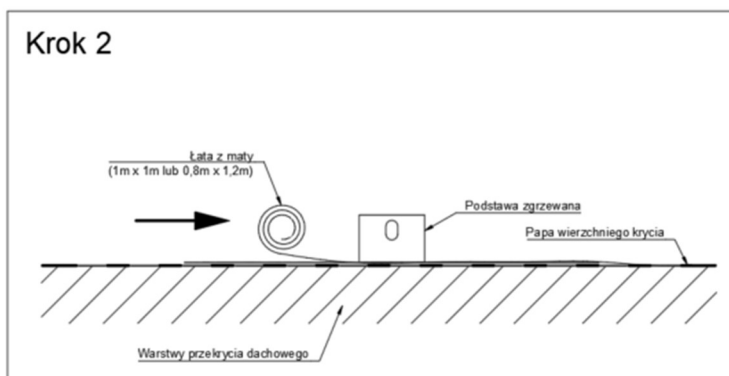 Krok 2
Łata z maty
(1m x 1m lub 0,8m x 1,2m)
Podstawa zgrzewana
Papa wierzchniego krycia
Warstwy przekrycia dachowego